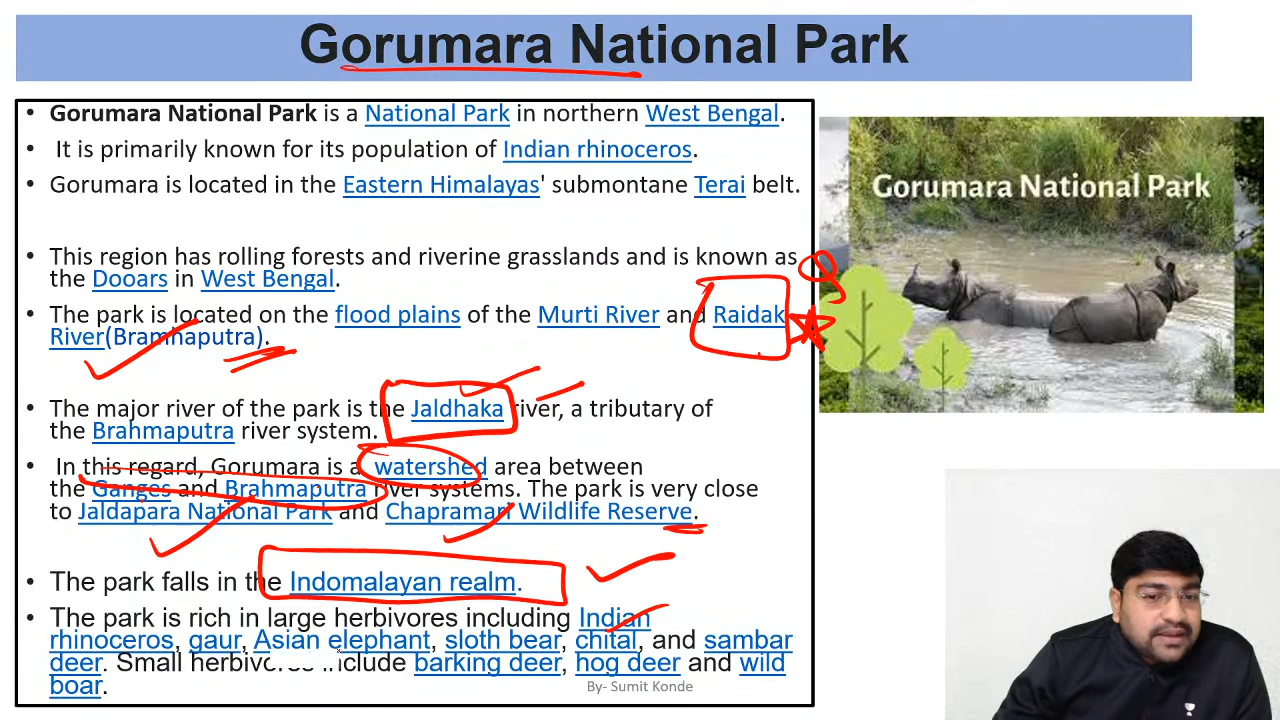 Gorumara National Park
• Gorumara National Park is a National Park in northern West Bengal.
• It is primarily known for its population of Indian rhinoceros.
• Gorumara is located in the Eastern Himalayas' submontane Terai belt.
• This region has rolling forests and riverine grasslands and is known as
the Dooars in West Bengal.
• The park is located on the flood plains of the Murti River and Raidak
River(Bramhaputra).
• The major river of the park is the Jaldhaka river, a tributary of
the Brahmaputra river system.
• In this regard, Gorumara is a watershed area between
the Ganges and Brahmaputra river systems. The park is very close
to Jaldapara National Park and Chapramari Wildlife Reserve.
• The park falls in the Indomalayan realm.
• The park is rich in large herbivores including Indian
rhinoceros, gaur, Asian elephant, sloth bear, chital, and sambar
deer. Small herbivores include barking deer, hog deer and wild
boar.
By- Sumit Konde
Gorumara National Park